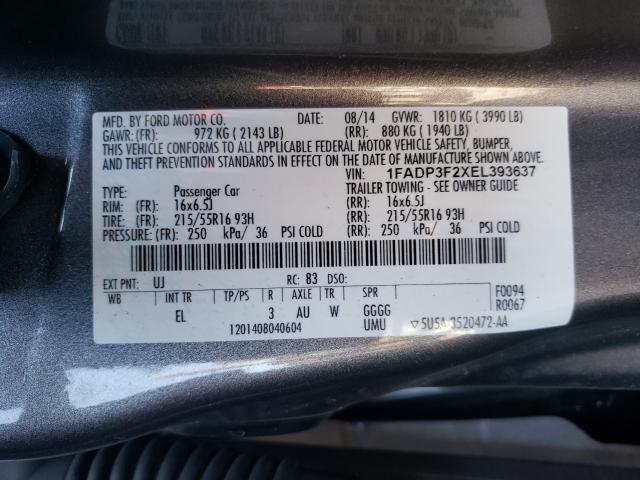 MFD. BY FORD MOTOR CO. DATE: 08/14 GVWR: 1810 KG ( 3990 LB)
GAWR: (FR): 972 KG ( 2143 LB) (RR): 880 KG ( 1940 LB)
THIS VEHICLE CONFORMS TO ALL APPLICABLE FEDERAL MOTOR VEHICLE SAFETY, BUMPER,
AND THEFT PREVENTION STANDARDS IN EFFECT ON THE DATE OF MANUFACTURE SHOWN ABOVE.
VIN: 1FADP3F2XEL393637
TYPE: Passenger Car TRAILER TOWING - SEE OWNER GUIDE
RIM: (FR): 16x6.5J (RR): 16x6.5J
TIRE: (FR): 215/55R16 93H (RR): 215/55R16 93H
PRESSURE: (FR): 250 kPa/ 36 PSI COLD (RR): 250 kPa/ 36 PSI COLD
EXT PNT: UJ RC: 83 DSO:
WB INT TR TP/PS R AXLE TR SPR F0094
EL 3 AU W GGGG R0067
1201408040604 UMU ▽5U5A-3520472-AA